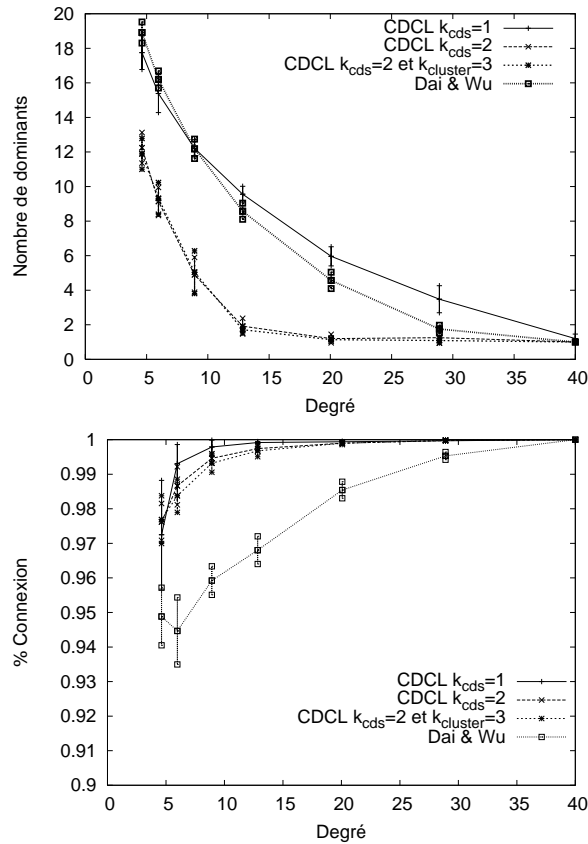 20
18
16
14
12
10
8
6
4
2
0
Nombre de dominants
CDCL k_cds=1
CDCL k_cds=2
CDCL k_cds=2 et k_cluster=3
Dai & Wu
0 5 10 15 20 25 30 35 40
Degré
1
0.99
0.98
0.97
0.96
0.95
0.94
0.93
0.92
0.91
0.9
% Connexion
CDCL k_cds=1
CDCL k_cds=2
CDCL k_cds=2 et k_cluster=3
Dai & Wu
0 5 10 15 20 25 30 35 40
Degré